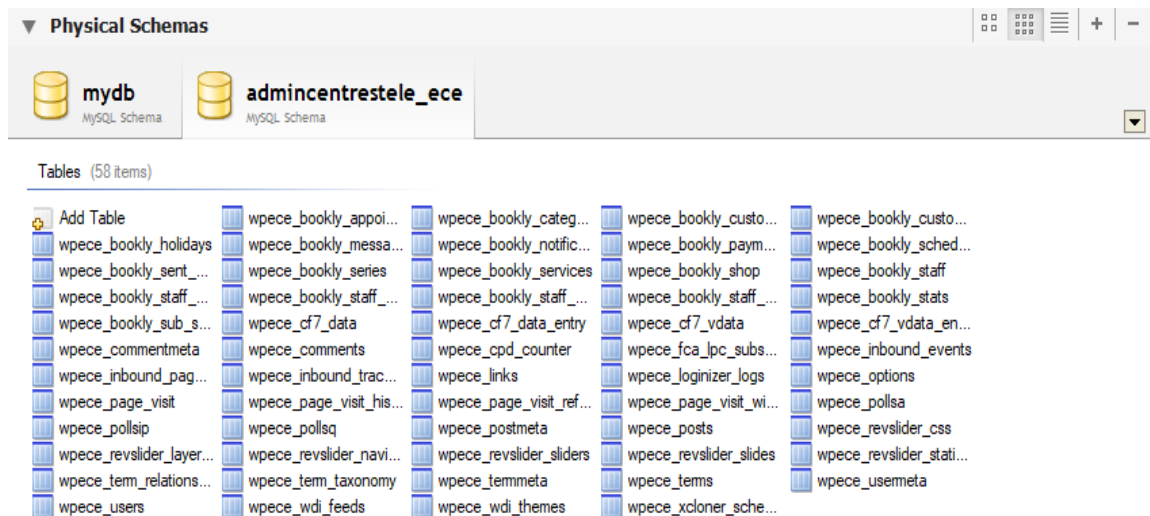 Physical Schemas
mydb
MySQL Schema
admincentrestele_ece
MySQL Schema
Tables (58 items)
Add Table wpece_bookly_appoi... wpece_bookly_categ... wpece_bookly_custo... wpece_bookly_custo...
wpece_bookly_holidays wpece_bookly_messa... wpece_bookly_notific... wpece_bookly_paym... wpece_bookly_sched...
wpece_bookly_sent_... wpece_bookly_series wpece_bookly_services wpece_bookly_shop wpece_bookly_staff
wpece_bookly_staff_... wpece_bookly_staff_... wpece_bookly_staff_... wpece_bookly_staff_... wpece_bookly_stats
wpece_bookly_sub_s... wpece_cf7_data wpece_cf7_data_entry wpece_cf7_vdata wpece_cf7_vdata_en...
wpece_commentmeta wpece_comments wpece_cpd_counter wpece_fca_lpc_subs... wpece_inbound_events
wpece_inbound_pag... wpece_inbound_trac... wpece_links wpece_loginizer_logs wpece_options
wpece_page_visit wpece_page_visit_his... wpece_page_visit_ref... wpece_page_visit_wi... wpece_pollsa
wpece_pollsip wpece_pollsq wpece_postmeta wpece_posts wpece_revslider_css
wpece_revslider_layer... wpece_revslider_navi... wpece_revslider_sliders wpece_revslider_slides wpece_revslider_stati...
wpece_term_relations... wpece_term_taxonomy wpece_termmeta wpece_terms wpece_usermeta
wpece_users wpece_wdi_feeds wpece_wdi_themes wpece_xcloner_sche...